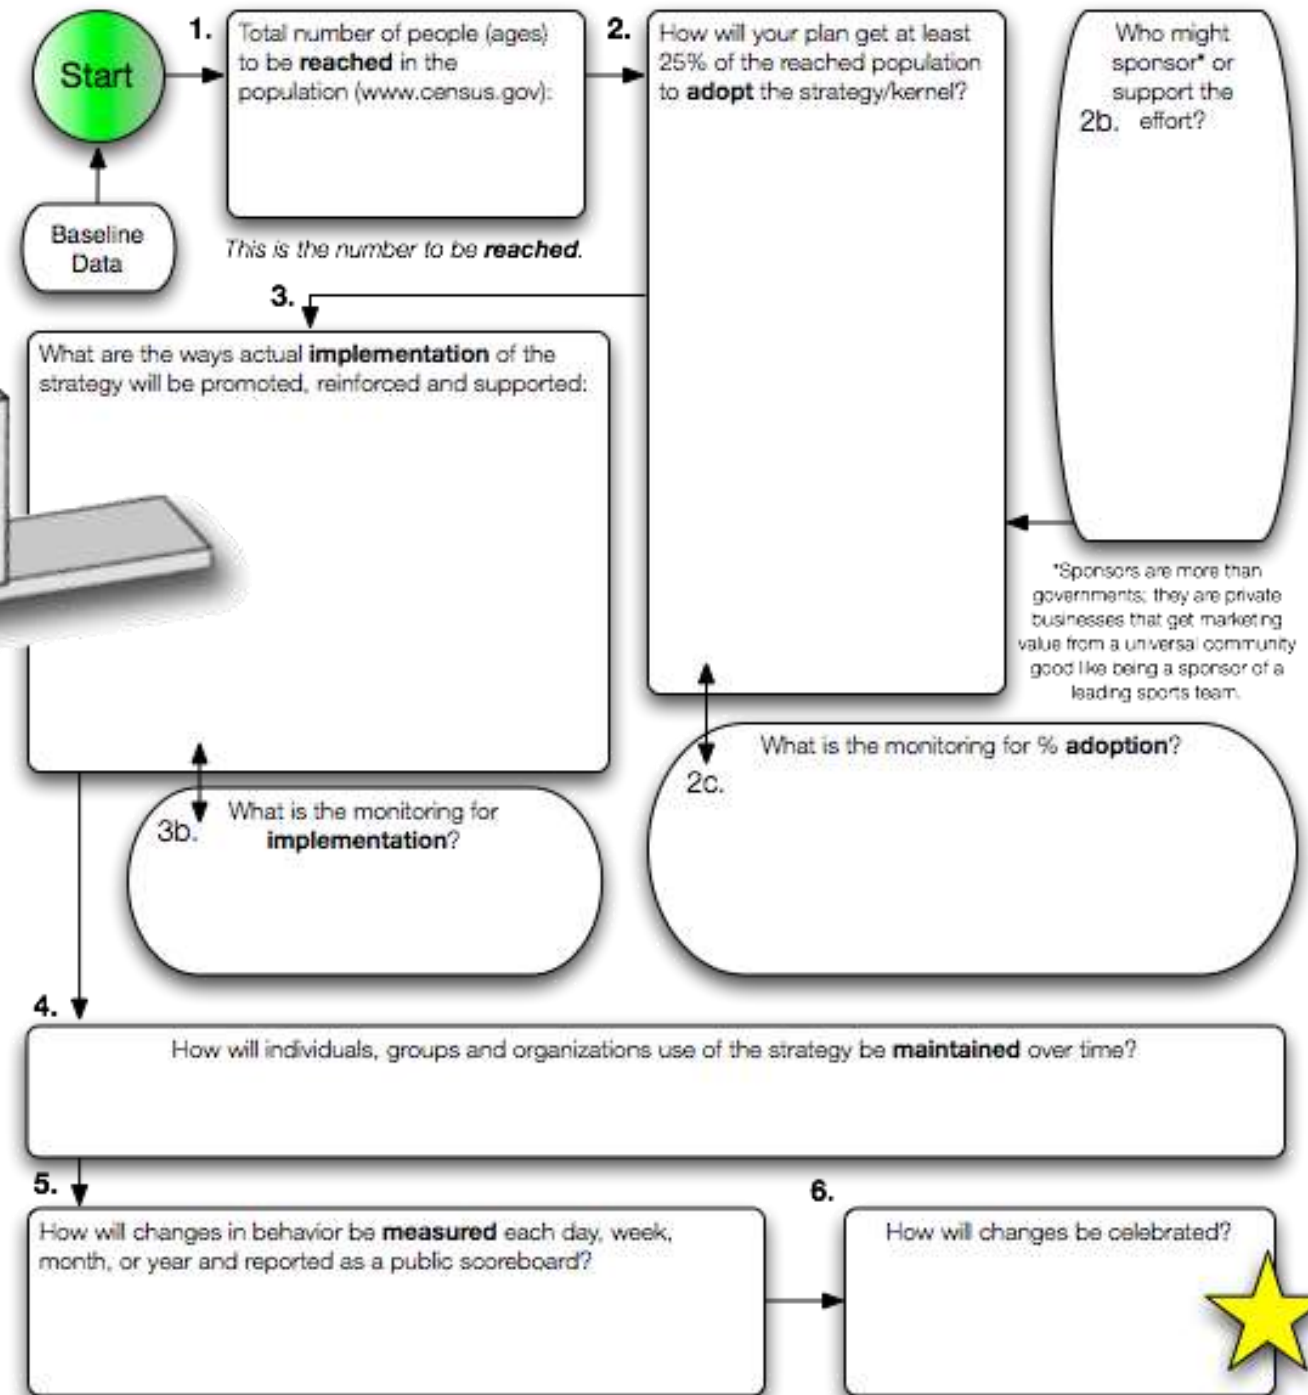 Start
Baseline
Data
1.
Total number of people (ages)
to be reached in the
population (www.census.gov):
This is the number to be reached.
2.
How will your plan get at least
25% of the reached population
to adopt the strategy/kernel?
Who might
sponsor* or
support the
2b. effort?
*Sponsors are more than
governments; they are private
businesses that get marketing
value from a universal community
good like being a sponsor of a
leading sports team.
What is the monitoring for % adoption?
2c.
3.
What are the ways actual implementation of the
strategy will be promoted, reinforced and supported:
3b.
What is the monitoring for
implementation?
4.
How will individuals, groups and organizations use of the strategy be maintained over time?
5.
How will changes in behavior be measured each day, week,
month, or year and reported as a public scoreboard?
6.
How will changes be celebrated?